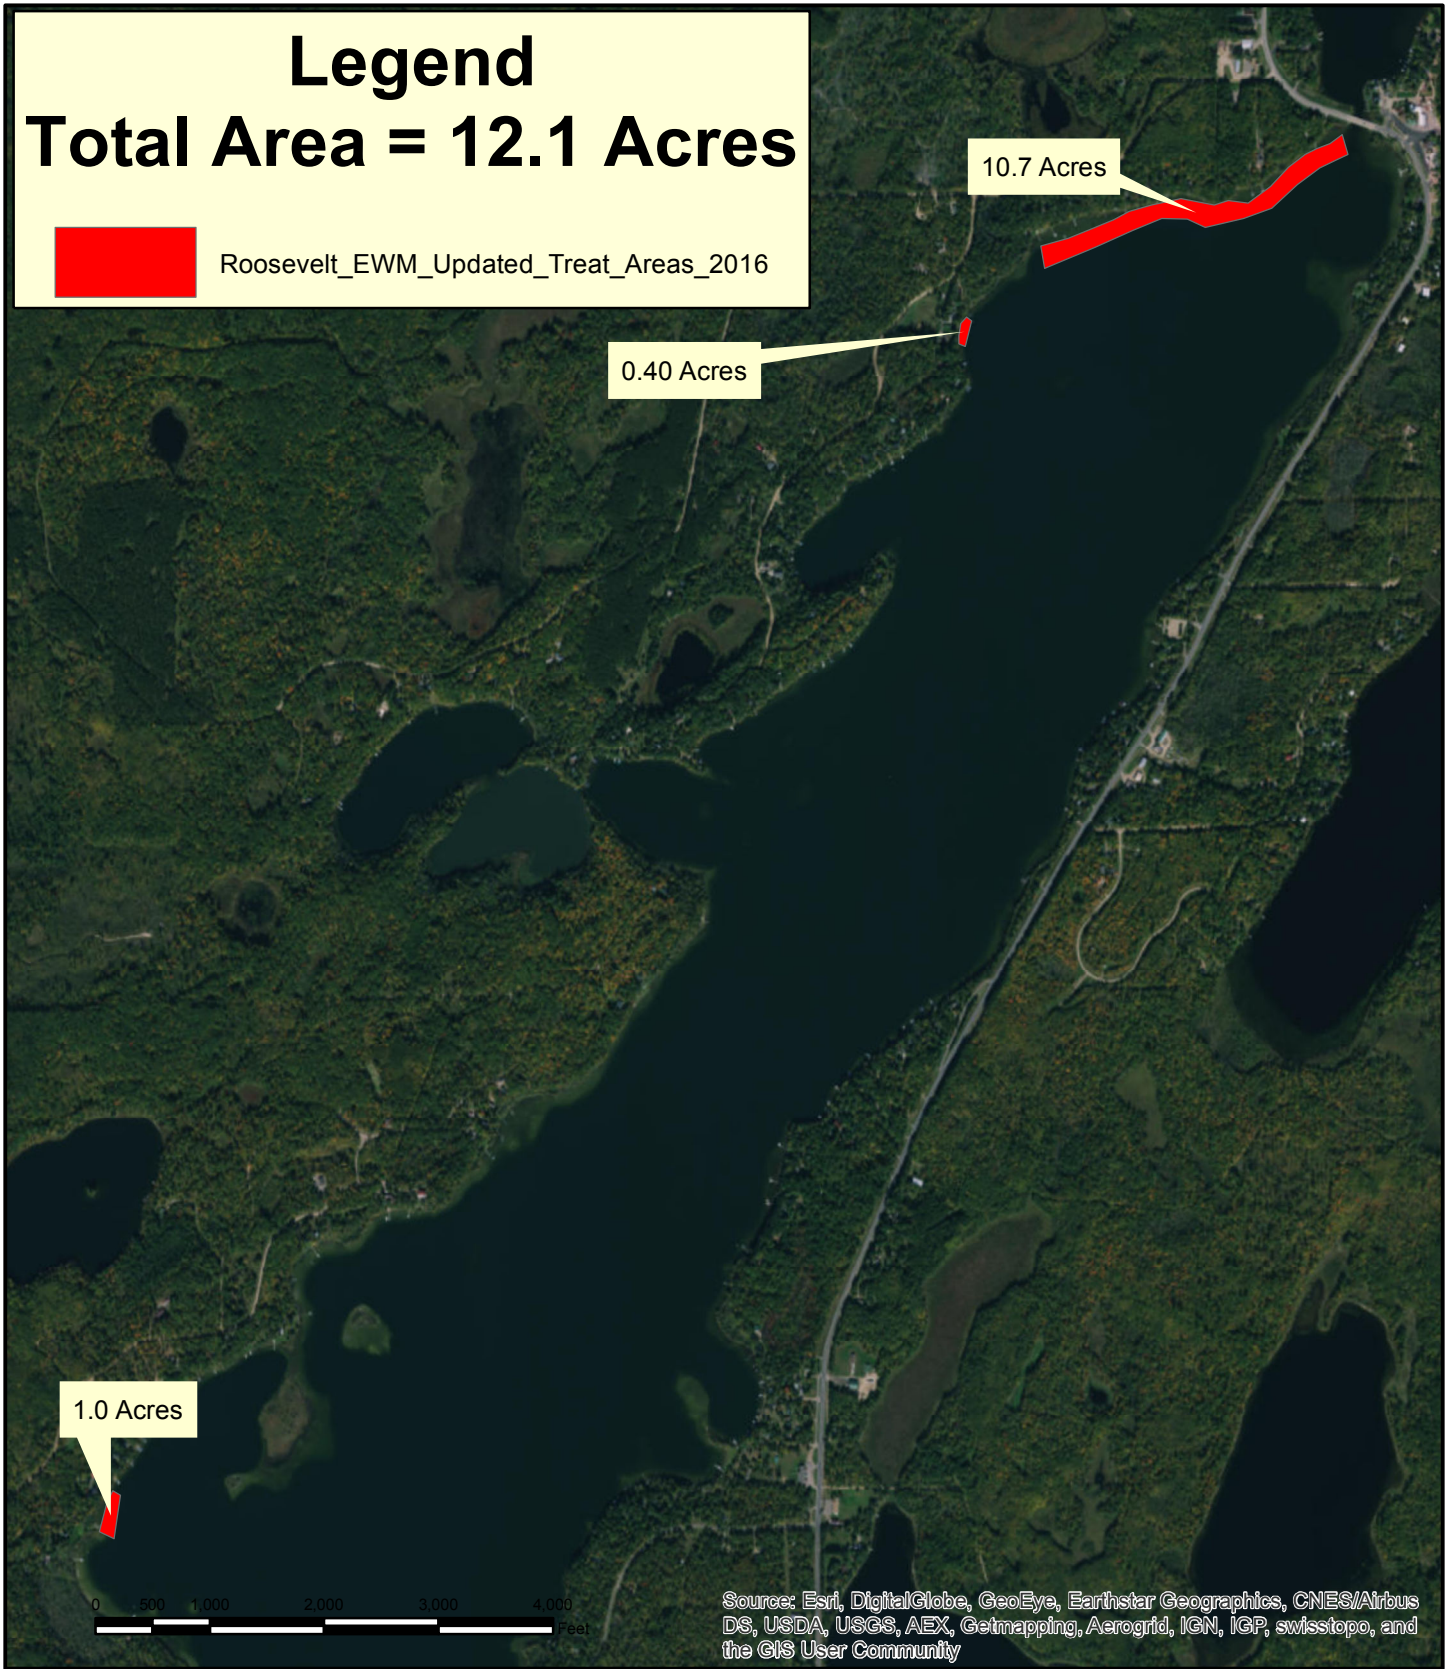 Legend
Total Area = 12.1 Acres
Roosevelt_EWM_Updated_Treat_Areas_2016
10.7 Acres
0.40 Acres
1.0 Acres
0 500 1,000 2,000 3,000 4,000
Feet
Source: Esri, DigitalGlobe, GeoEye, Earthstar Geographics, CNES/Airbus
DS, USDA, USGS, AEX, Getmapping, Aerogrid, IGN, IGP, swisstopo, and
the GIS User Community